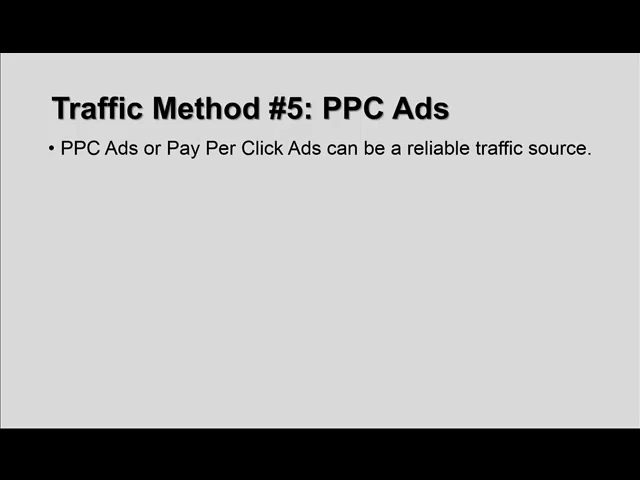 Traffic Method #5: PPC Ads
• PPC Ads or Pay Per Click Ads can be a reliable traffic source.